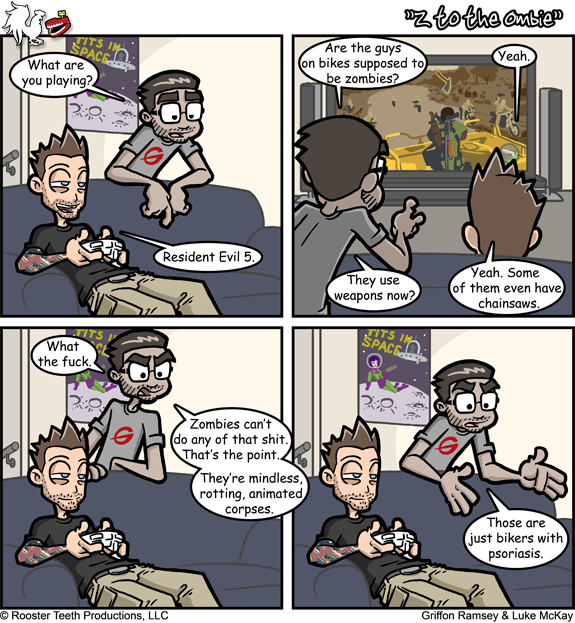 "Z to the ombie"
TITS IN
SPACE
What are
you playing?
Resident Evil 5.
Are the guys
on bikes supposed to
be zombies?
Yeah.
They use
weapons now?
Yeah. Some
of them even have
chainsaws.
TITS IN
SPACE
What
the fuck.
Zombies can't
do any of that shit.
That's the point.
They're mindless,
rotting, animated
corpses.
TITS IN
SPACE
Those are
just bikers with
psoriasis.
© Rooster Teeth Productions, LLC
Griffon Ramsey & Luke McKay